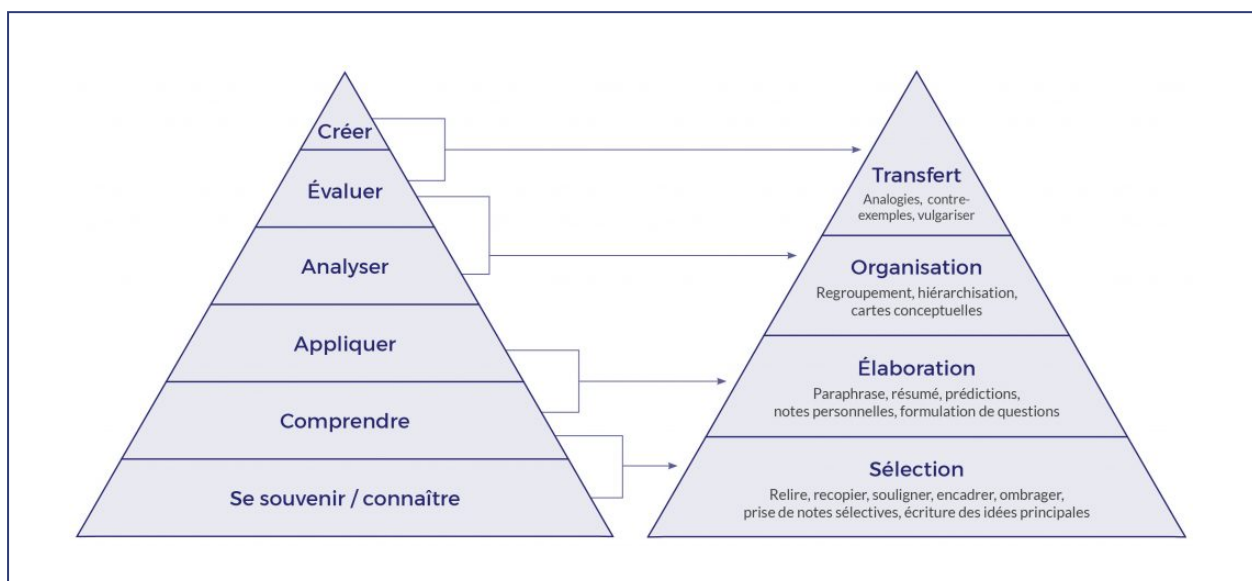 Créer
Évaluer
Analyser
Appliquer
Comprendre
Se souvenir / connaître
Transfert
Analogies, contre-
exemples, vulgariser
Organisation
Regroupement, hiérarchisation,
cartes conceptuelles
Élaboration
Paraphrase, résumé, prédictions,
notes personnelles, formulation de questions
Sélection
Relire, recopier, souligner, encadrer, ombrager,
prise de notes sélectives, écriture des idées principales